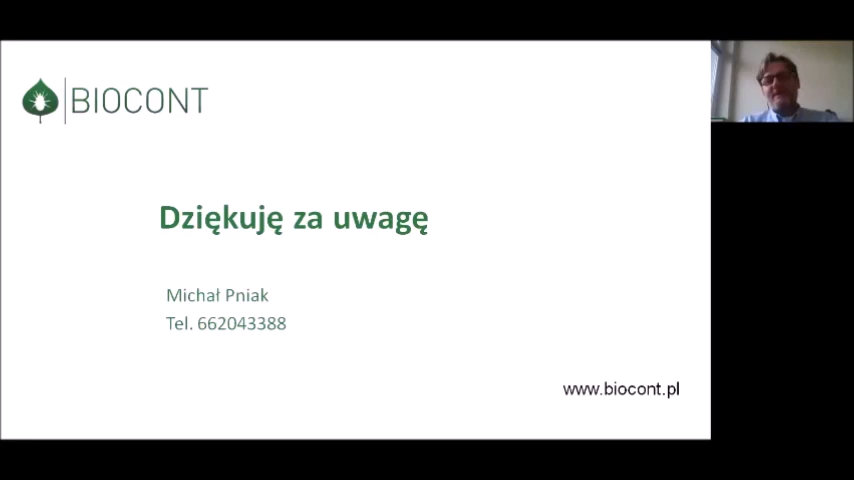 BIOCONT
Dziękuję za uwagę
Michał Pniak
Tel. 662043388
www.biocont.pl